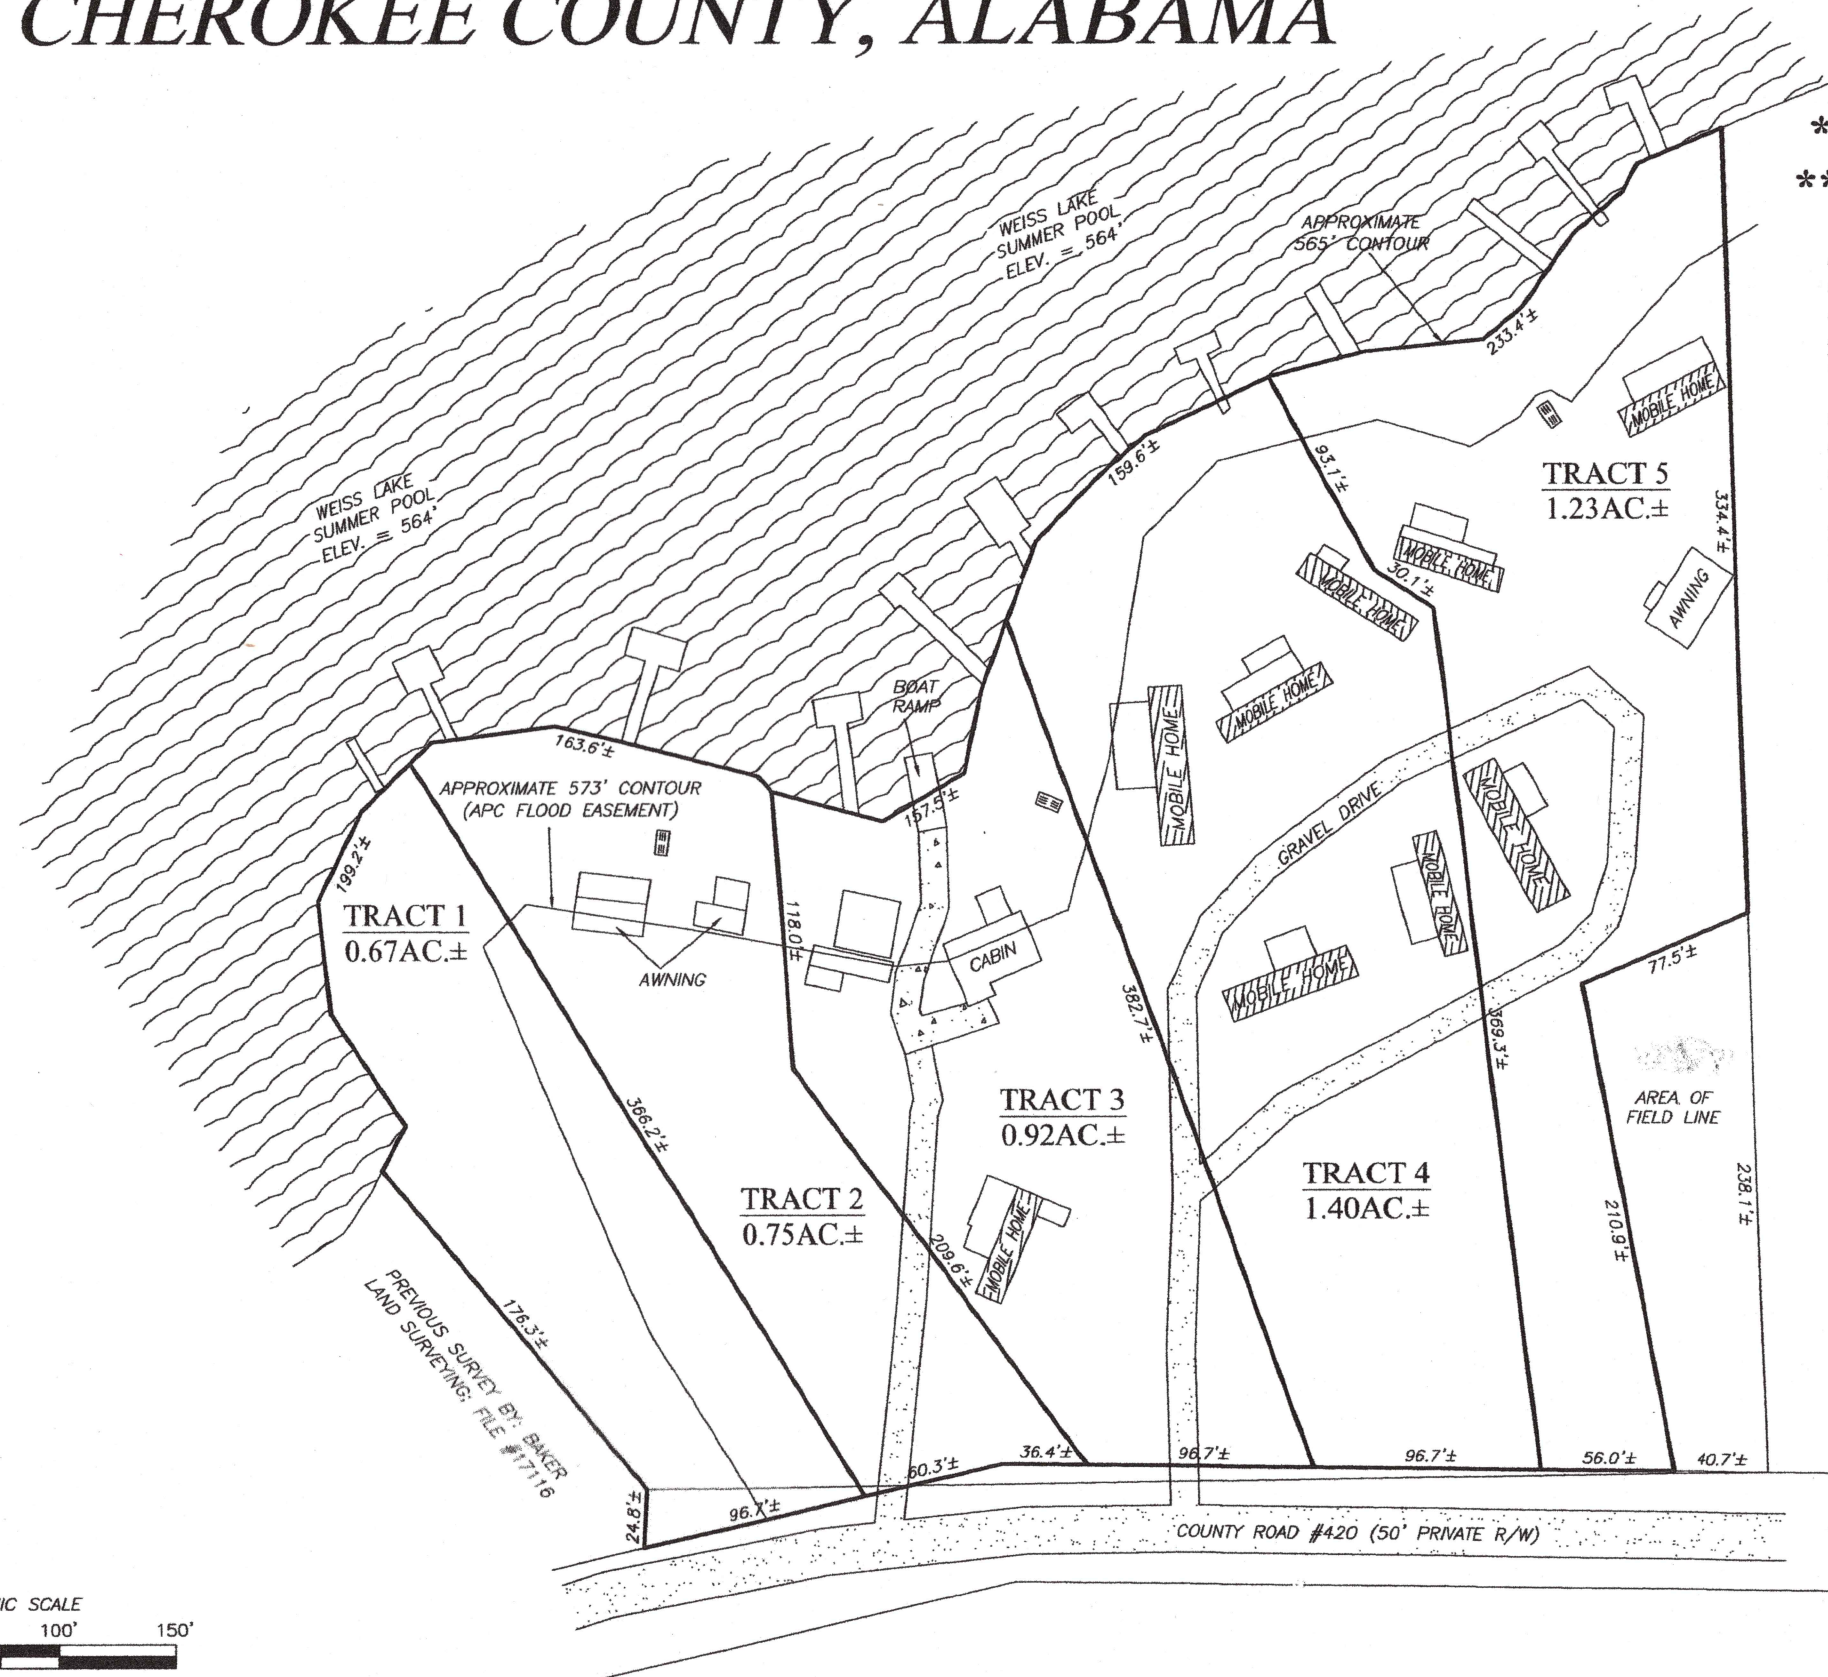 CHEROKEE COUNTY, ALABAMA
*
**
WEISS LAKE
SUMMER POOL
ELEV. = 564'
APPROXIMATE
565' CONTOUR
233.4'±
MOBILE HOME
159.6'±
93.1'±
TRACT 5
1.23AC.±
334.4'±
WEISS LAKE
SUMMER POOL
ELEV. = 564'
MOBILE HOME
30.1'±
MOBILE HOME
AWNING
BOAT
RAMP
MOBILE HOME
MOBILE HOME
163.6'±
APPROXIMATE 573' CONTOUR
(APC FLOOD EASEMENT)
157.5'±
GRAVEL DRIVE
MOBILE HOME
MOBILE HOME
199.2'±
TRACT 1
0.67AC.±
118.0'±
AWNING
CABIN
MOBILE HOME
77.5'±
382.7'±
369.3'±
366.2'±
TRACT 3
0.92AC.±
AREA OF
FIELD LINE
TRACT 2
0.75AC.±
TRACT 4
1.40AC.±
238.1'±
210.9'±
209.6'±
MOBILE HOME
176.3'±
PREVIOUS SURVEY BY: BAKER
LAND SURVEYING; FILE #17116
24.8'±
96.7'±
60.3'±
36.4'±
96.7'±
96.7'±
56.0'±
40.7'±
COUNTY ROAD #420 (50' PRIVATE R/W)
IC SCALE
100'
150'